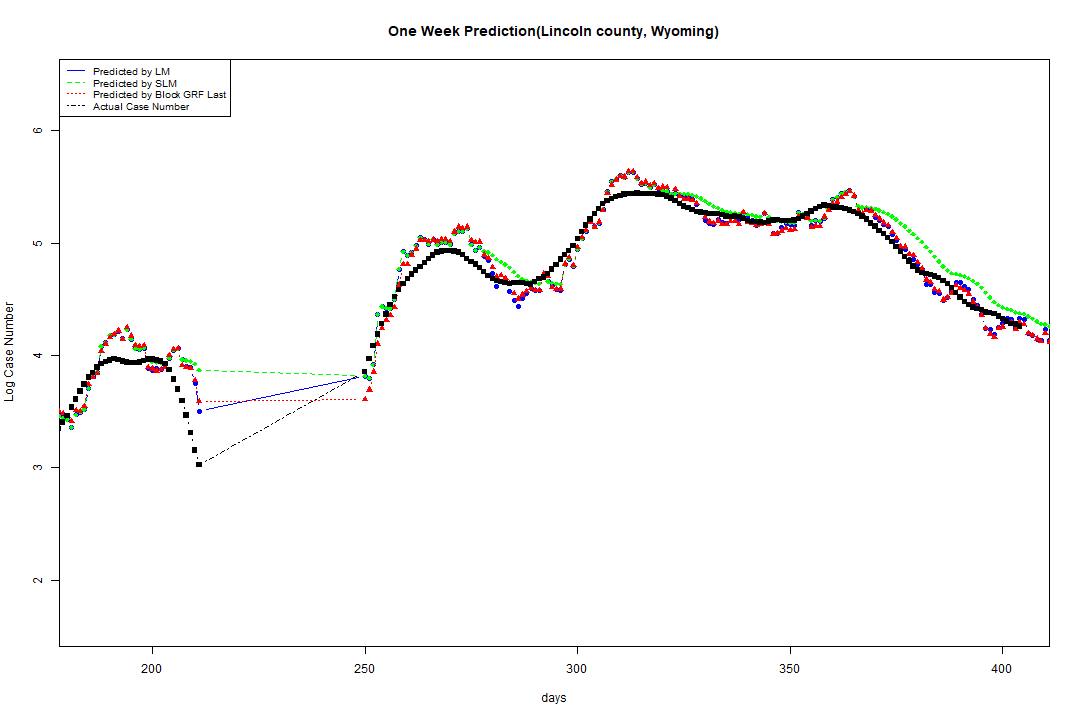 One Week Prediction(Lincoln county, Wyoming)
Predicted by LM
Predicted by SLM
Predicted by Block GRF Last
Actual Case Number
6
5
4
3
2
Log Case Number
200
250
300
350
400
days